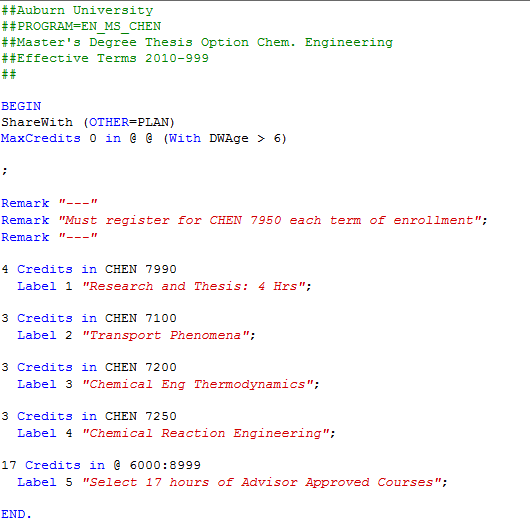 ##Auburn University
##PROGRAM=EN_MS_CHEN
##Master's Degree Thesis Option Chem. Engineering
##Effective Terms 2010-999
##
BEGIN
ShareWith (OTHER=PLAN)
MaxCredits 0 in @ @ (With DWAge > 6)
;
Remark "---"
Remark "Must register for CHEN 7950 each term of enrollment";
Remark "---"
4 Credits in CHEN 7990
Label 1 "Research and Thesis: 4 Hrs";
3 Credits in CHEN 7100
Label 2 "Transport Phenomena";
3 Credits in CHEN 7200
Label 3 "Chemical Eng Thermodynamics";
3 Credits in CHEN 7250
Label 4 "Chemical Reaction Engineering";
17 Credits in @ 6000:8999
Label 5 "Select 17 hours of Advisor Approved Courses";
END.